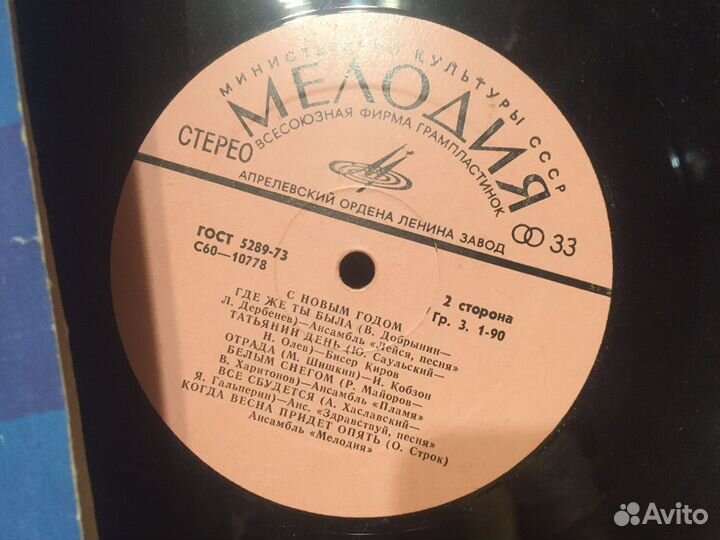 МИНИСТЕРСТВО КУЛЬТУРЫ СССР
МЕЛОДИЯ
ВСЕСОЮЗНАЯ ФИРМА ГРАМПЛАСТИНОК
СТЕРЕО
АПРЕЛЕВСКИЙ ОРДЕНА ЛЕНИНА ЗАВОД
33
ГОСТ 5289-73
С60—10778
2 сторона
Гр. 3. 1-90
С НОВЫМ ГОДОМ
ГДЕ ЖЕ ТЫ БЫЛА (В. Добрынин—
Л. Дербенев)—Ансамбль «Лейся, песня»
ТАТЬЯНИН ДЕНЬ (Ю. Саульский—
Н. Олев)—Бисер Киров
ОТРАДА (М. Шишкин)—И. Кобзон
БЕЛЫМ СНЕГОМ (Р. Майоров—
В. Харитонов)—Ансамбль «Пламя»
ВСЕ СБУДЕТСЯ (А. Хаславский—
Я. Гальперин)—Анс. «Здравствуй, песня»
КОГДА ВЕСНА ПРИДЕТ ОПЯТЬ (О. Строк)
Ансамбль «Мелодия»
Avito